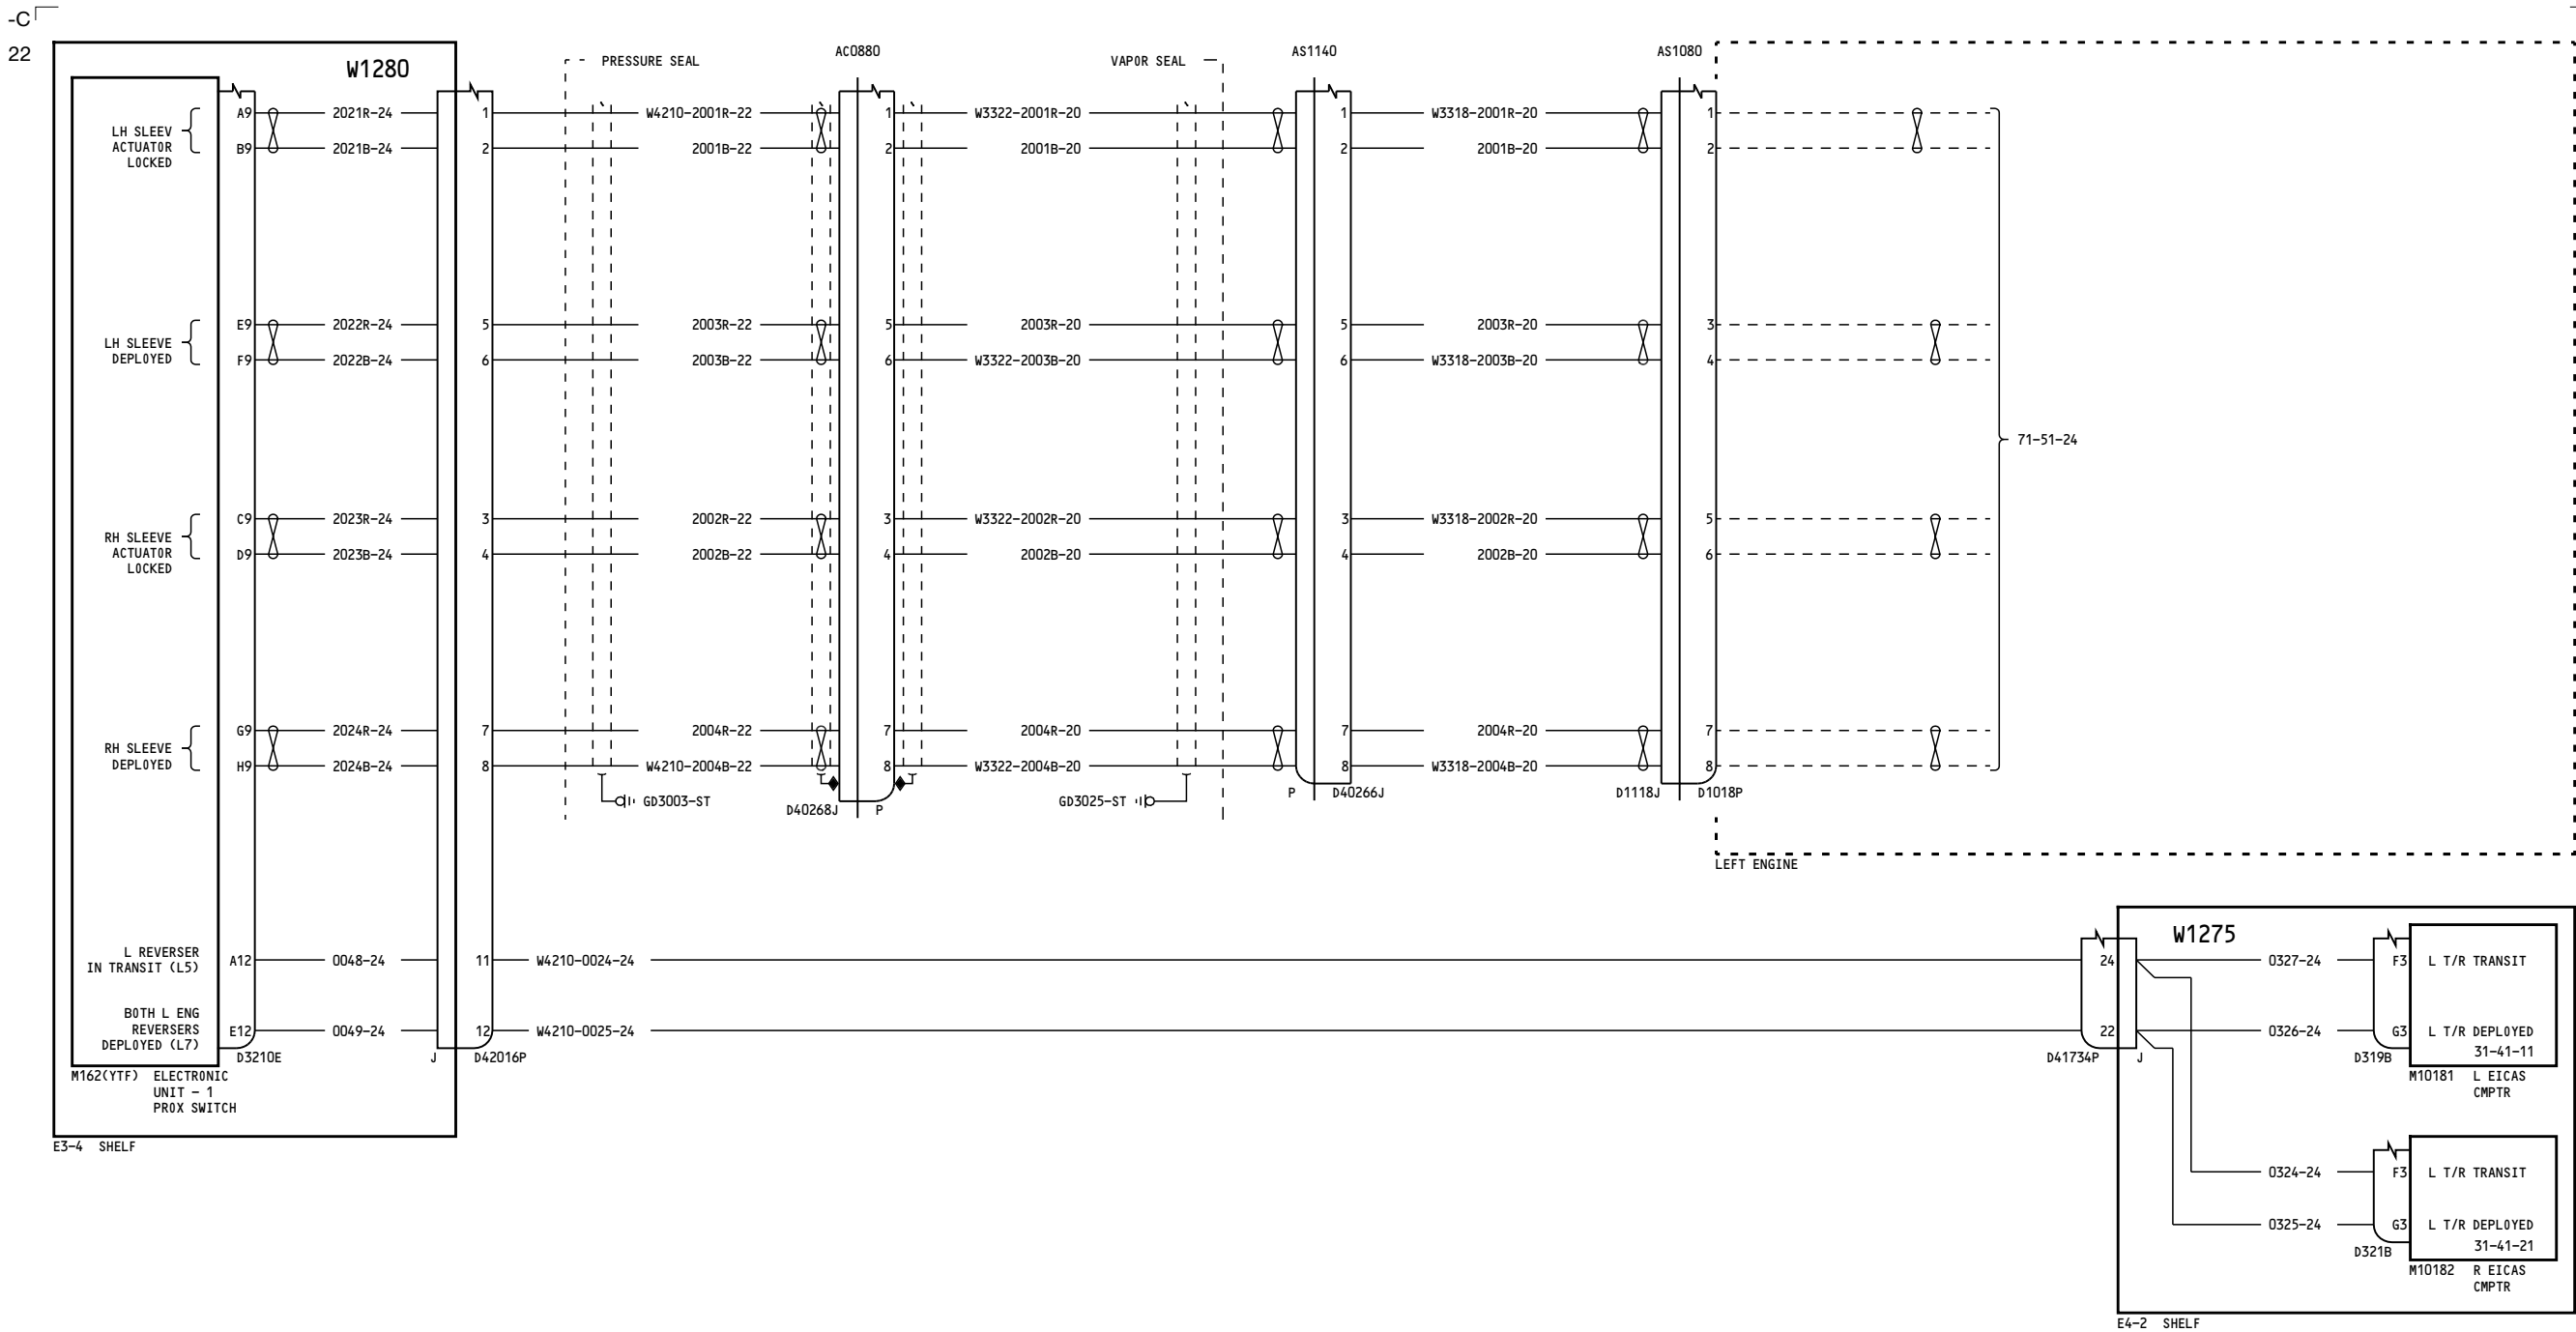 -C
22
W1280
PRESSURE SEAL
AC0880
VAPOR SEAL
AS1140
AS1080
LH SLEEV
ACTUATOR
LOCKED
A9
2021R-24
1
W4210-2001R-22
1
W3322-2001R-20
1
W3318-2001R-20
1
B9
2021B-24
2
2001B-22
2
2001B-20
2
2001B-20
2
LH SLEEVE
DEPLOYED
E9
2022R-24
5
2003R-22
5
2003R-20
5
2003R-20
3
F9
2022B-24
6
2003B-22
6
W3322-2003B-20
6
W3318-2003B-20
4
71-51-24
RH SLEEVE
ACTUATOR
LOCKED
C9
2023R-24
3
2002R-22
3
W3322-2002R-20
3
W3318-2002R-20
5
D9
2023B-24
4
2002B-22
4
2002B-20
4
2002B-20
6
RH SLEEVE
DEPLOYED
G9
2024R-24
7
2004R-22
7
2004R-20
7
2004R-20
7
H9
2024B-24
8
W4210-2004B-22
8
W3322-2004B-20
8
W3318-2004B-20
8
GD3003-ST
D40268J
P
GD3025-ST
P
D40266J
D1118J
D1018P
LEFT ENGINE
L REVERSER
IN TRANSIT (L5)
A12
0048-24
11
W4210-0024-24
24
BOTH L ENG
REVERSERS
DEPLOYED (L7)
E12
0049-24
12
W4210-0025-24
22
D3210E
J
D42016P
D41734P
J
M162(YTF)
ELECTRONIC
UNIT - 1
PROX SWITCH
E3-4 SHELF
W1275
0327-24
F3
L T/R TRANSIT
0326-24
G3
L T/R DEPLOYED
31-41-11
D319B
M10181
L EICAS
CMPTR
0324-24
F3
L T/R TRANSIT
0325-24
G3
L T/R DEPLOYED
31-41-21
D321B
M10182
R EICAS
CMPTR
E4-2 SHELF